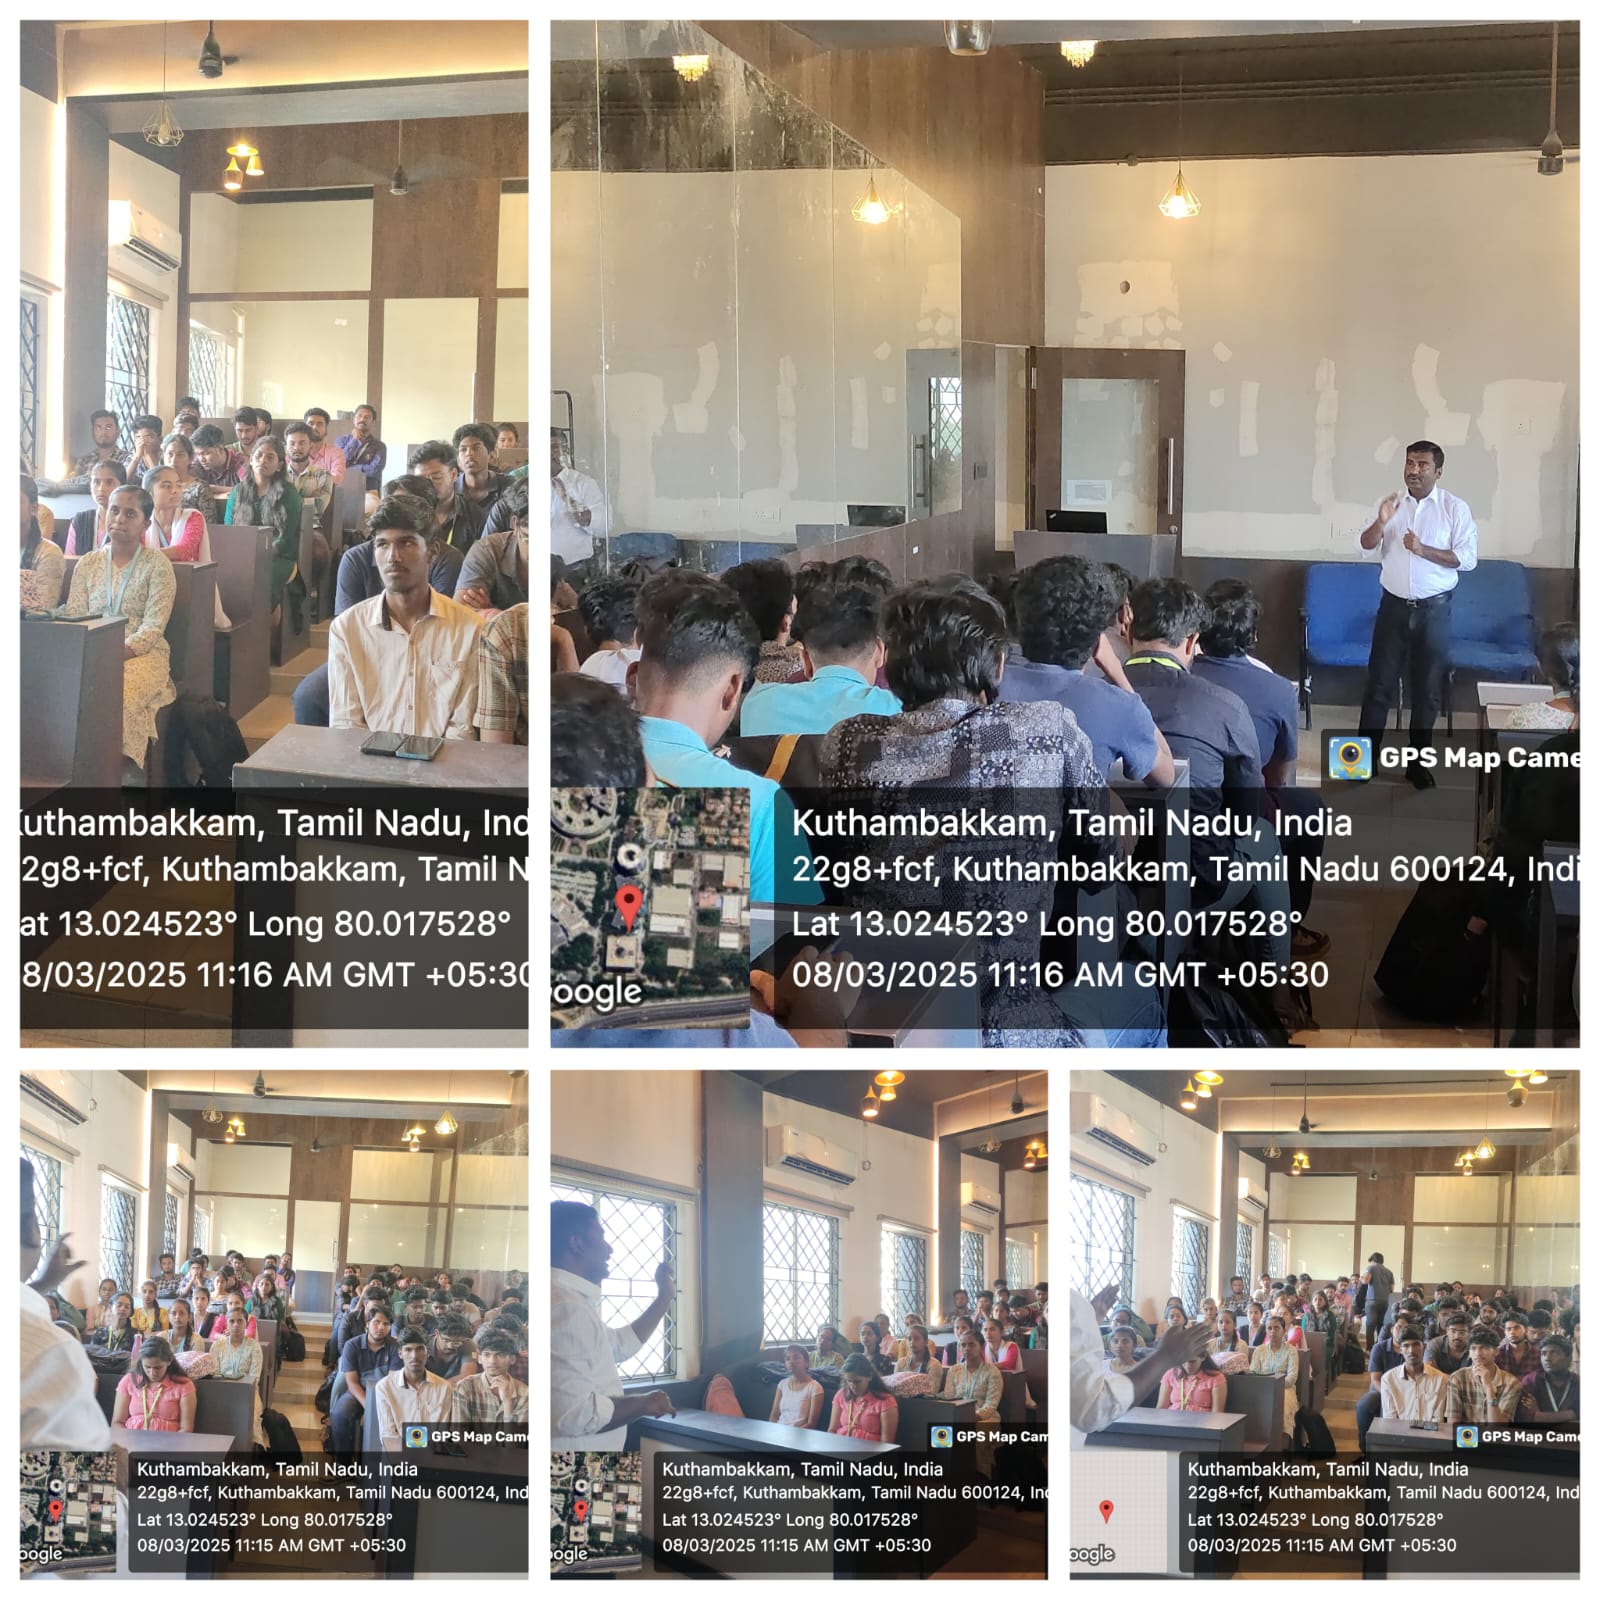 Kuthambakkam, Tamil Nadu, Ind
22g8+fcf, Kuthambakkam, Tamil N
at 13.024523° Long 80.017528°
8/03/2025 11:16 AM GMT +05:30
GPS Map Came
Kuthambakkam, Tamil Nadu, India
22g8+fcf, Kuthambakkam, Tamil Nadu 600124, Indi
Lat 13.024523° Long 80.017528°
08/03/2025 11:16 AM GMT +05:30
oogle
GPS Map Came
Kuthambakkam, Tamil Nadu, India
22g8+fcf, Kuthambakkam, Tamil Nadu 600124, Ind
Lat 13.024523° Long 80.017528°
08/03/2025 11:15 AM GMT +05:30
oogle
GPS Map Cam
Kuthambakkam, Tamil Nadu, India
22g8+fcf, Kuthambakkam, Tamil Nadu 600124, Ind
Lat 13.024523° Long 80.017528°
08/03/2025 11:15 AM GMT +05:30
oogle
GPS Map Came
Kuthambakkam, Tamil Nadu, India
22g8+fcf, Kuthambakkam, Tamil Nadu 600124, Ind
Lat 13.024523° Long 80.017528°
08/03/2025 11:15 AM GMT +05:30
oogle